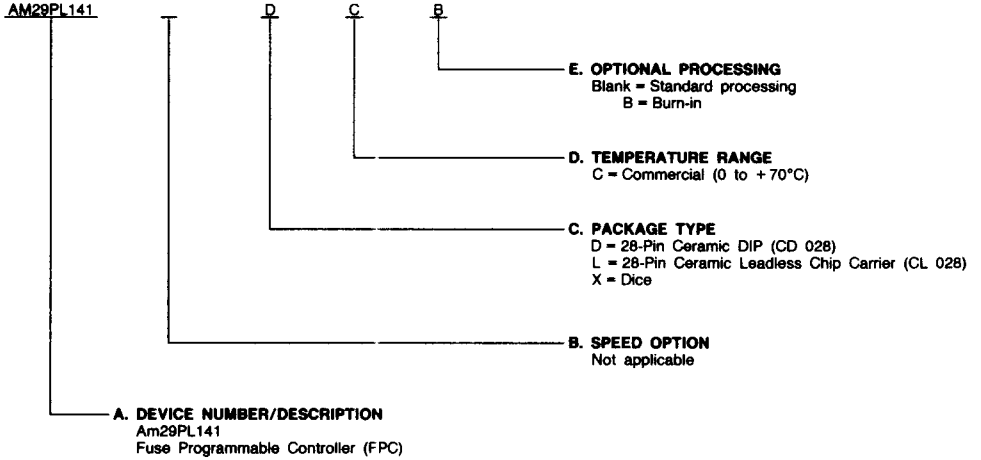 AM29PL141 D C B
E. OPTIONAL PROCESSING
Blank = Standard processing
B = Burn-in
D. TEMPERATURE RANGE
C = Commercial (0 to +70°C)
C. PACKAGE TYPE
D = 28-Pin Ceramic DIP (CD 028)
L = 28-Pin Ceramic Leadless Chip Carrier (CL 028)
X = Dice
B. SPEED OPTION
Not applicable
A. DEVICE NUMBER/DESCRIPTION
Am29PL141
Fuse Programmable Controller (FPC)